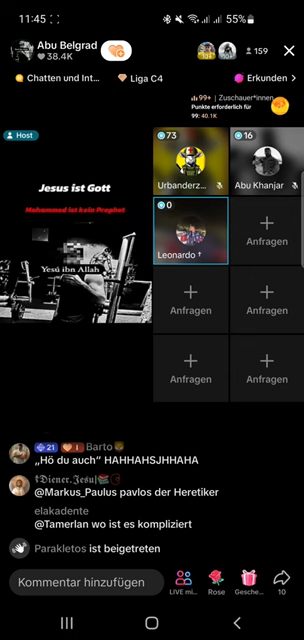 11:45
55%
Abu Belgrad
38.4K
159
Chatten und Int...
Liga C4
Erkunden >
99+ | Zuschauer*innen
Punkte erforderlich für
99: 40.1K
Host
73
16
Jesus ist Gott
Mohammed ist kein Prophet
Yesú ibn Allah
Urbanderz...
Abu Khanjar
0
Leonardo †
Anfragen
Anfragen
Anfragen
Anfragen
Anfragen
21
I
Barto
„Hö du auch“ HAHHAHSJHHAHA
𝖉𝕯𝖎𝖊𝖓𝖊𝖗.𝕵𝖊𝖘𝖚|
@Markus_Paulus pavlos der Heretiker
elakadente
@Tamerlan wo ist es kompliziert
Parakletos ist beigetreten
Kommentar hinzufügen
LIVE mi...
Rose
Gesche...
10